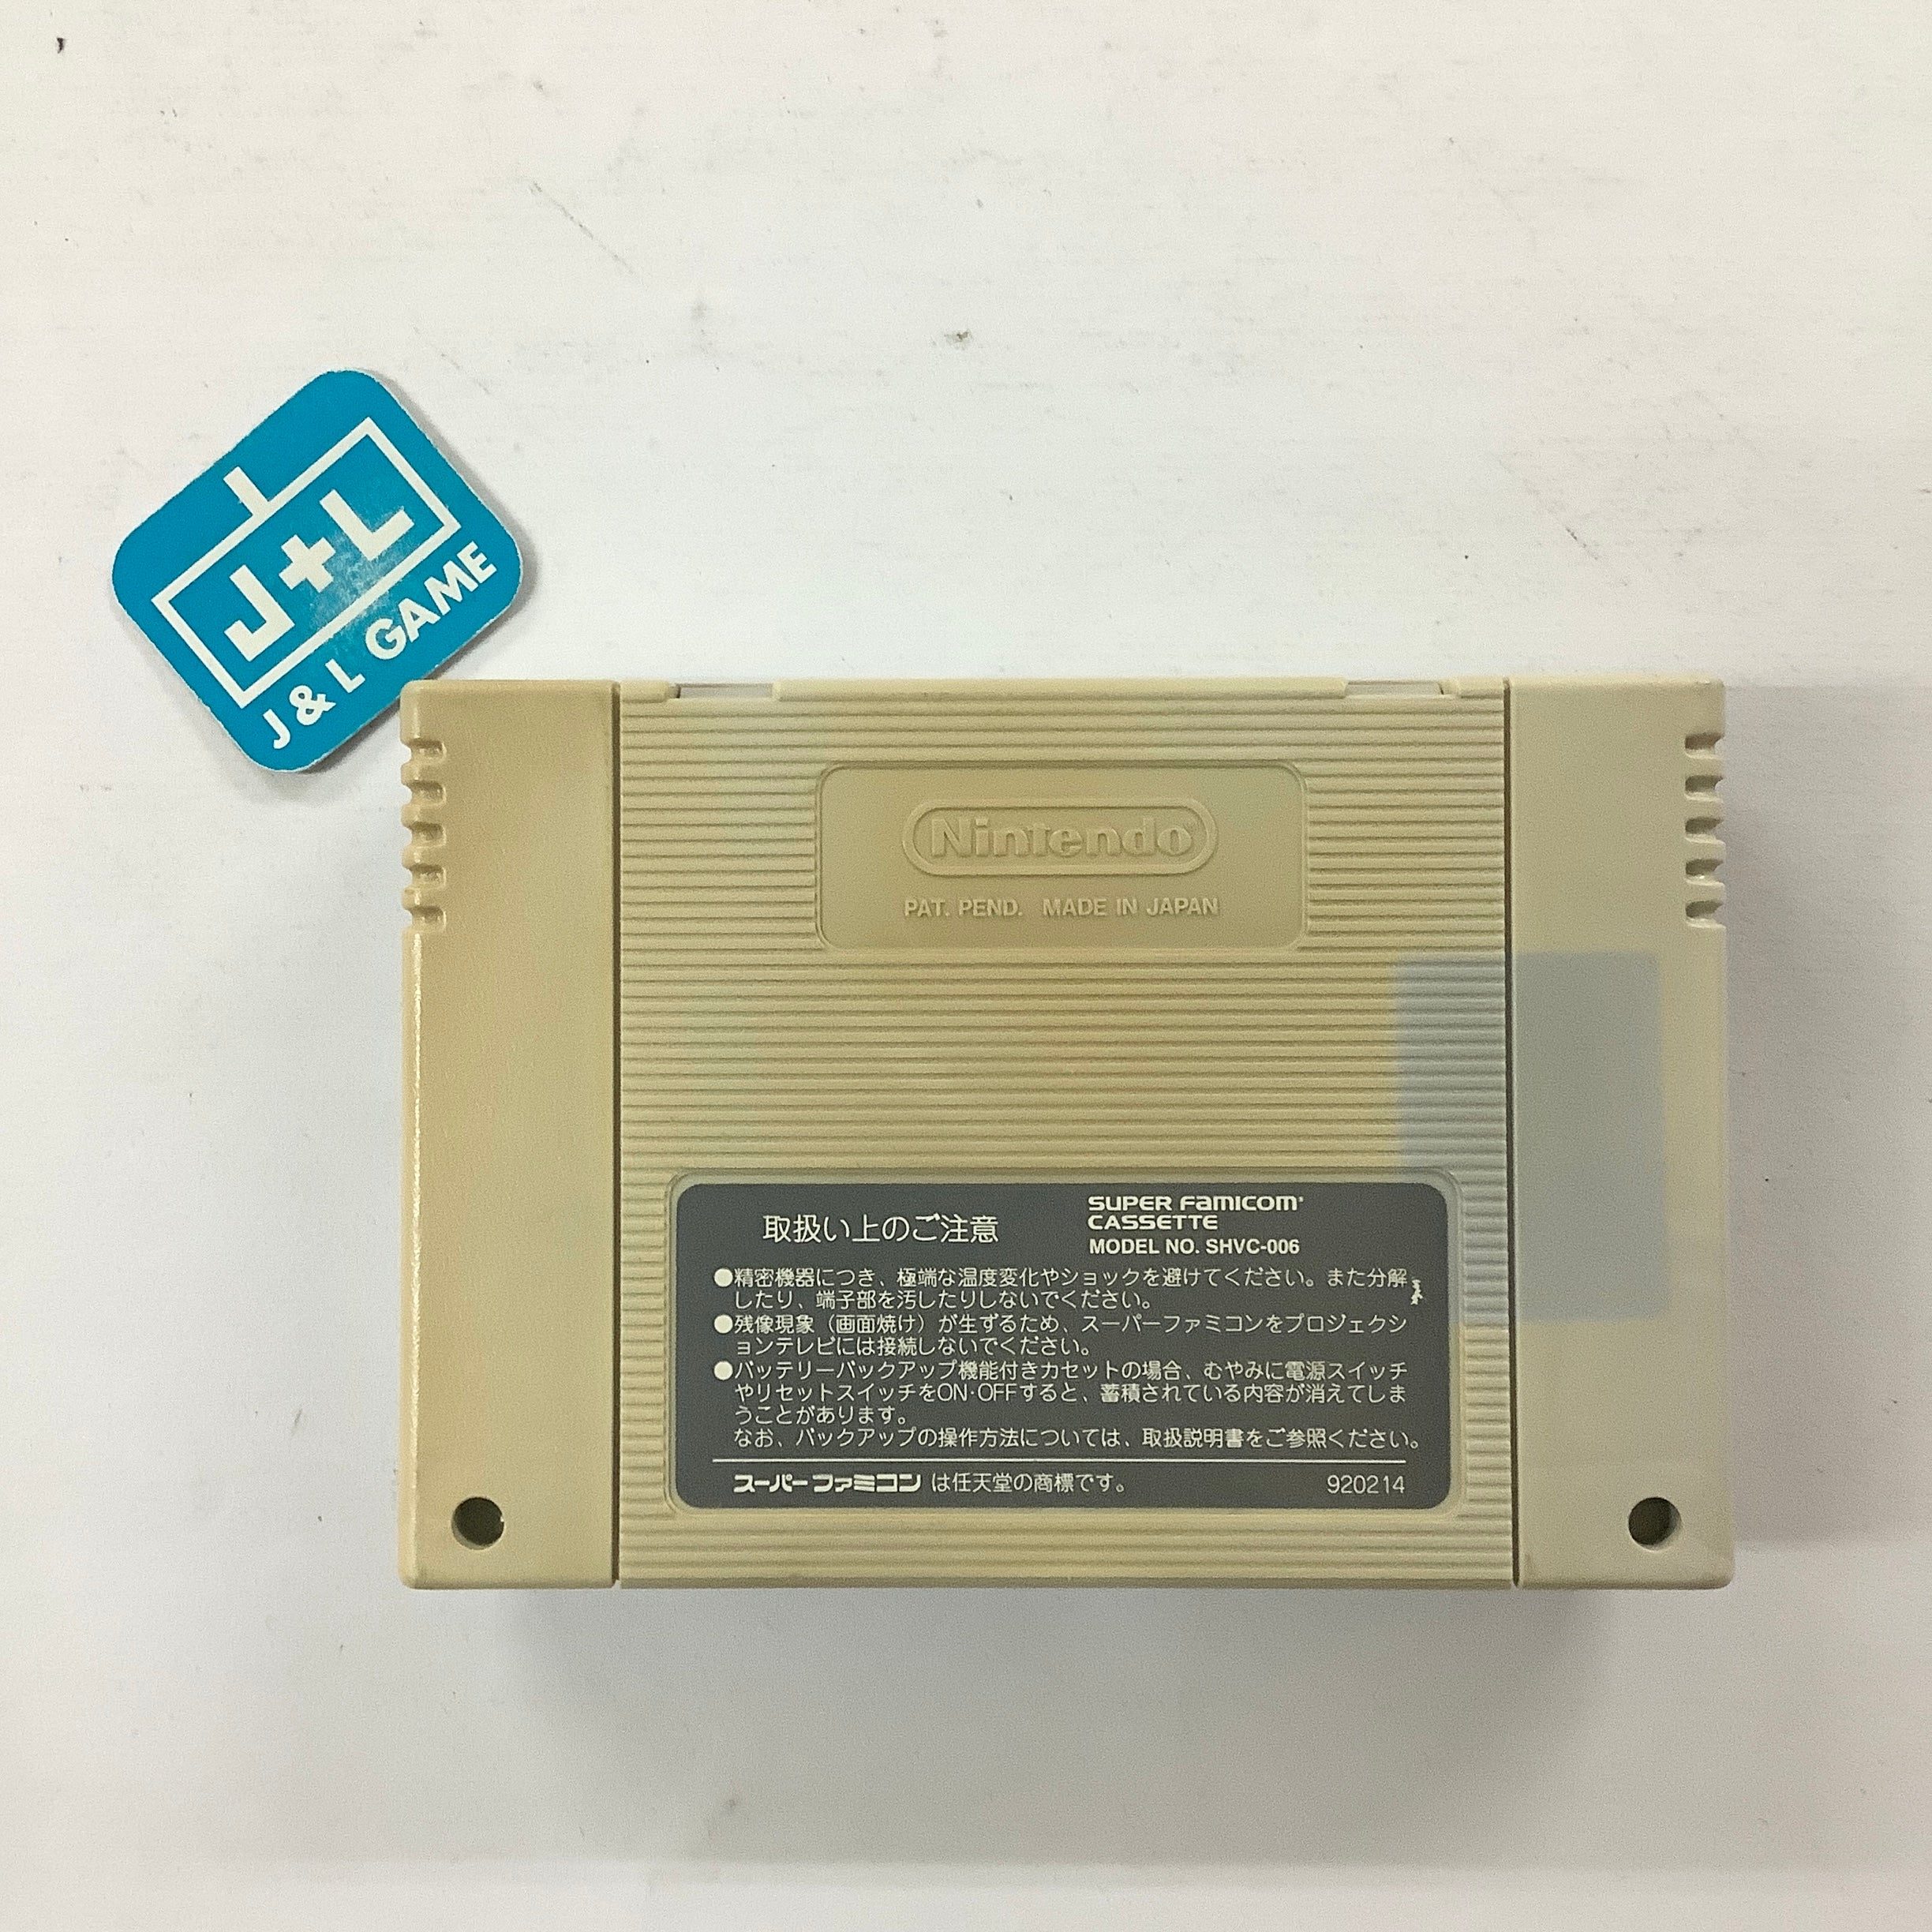 J+L
J & L GAME
Nintendo
PAT. PEND. MADE IN JAPAN
取扱い上のご注意
SUPER FAMICOM
CASSETTE
MODEL NO. SHVC-006
●精密機器につき、極端な温度変化やショックを避けてください。また分解
したり、端子部を汚したりしないでください。
●残像現象（画面焼け）が生ずるため、スーパーファミコンをプロジェクシ
ョンテレビには接続しないでください。
●バッテリーバックアップ機能付きカセットの場合、むやみに電源スイッチ
やリセットスイッチをON·OFFすると、蓄積されている内容が消えてしま
うことがあります。
なお、バックアップの操作方法については、取扱説明書をご参照ください。
スーパーファミコン は任天堂の商標です。
920214